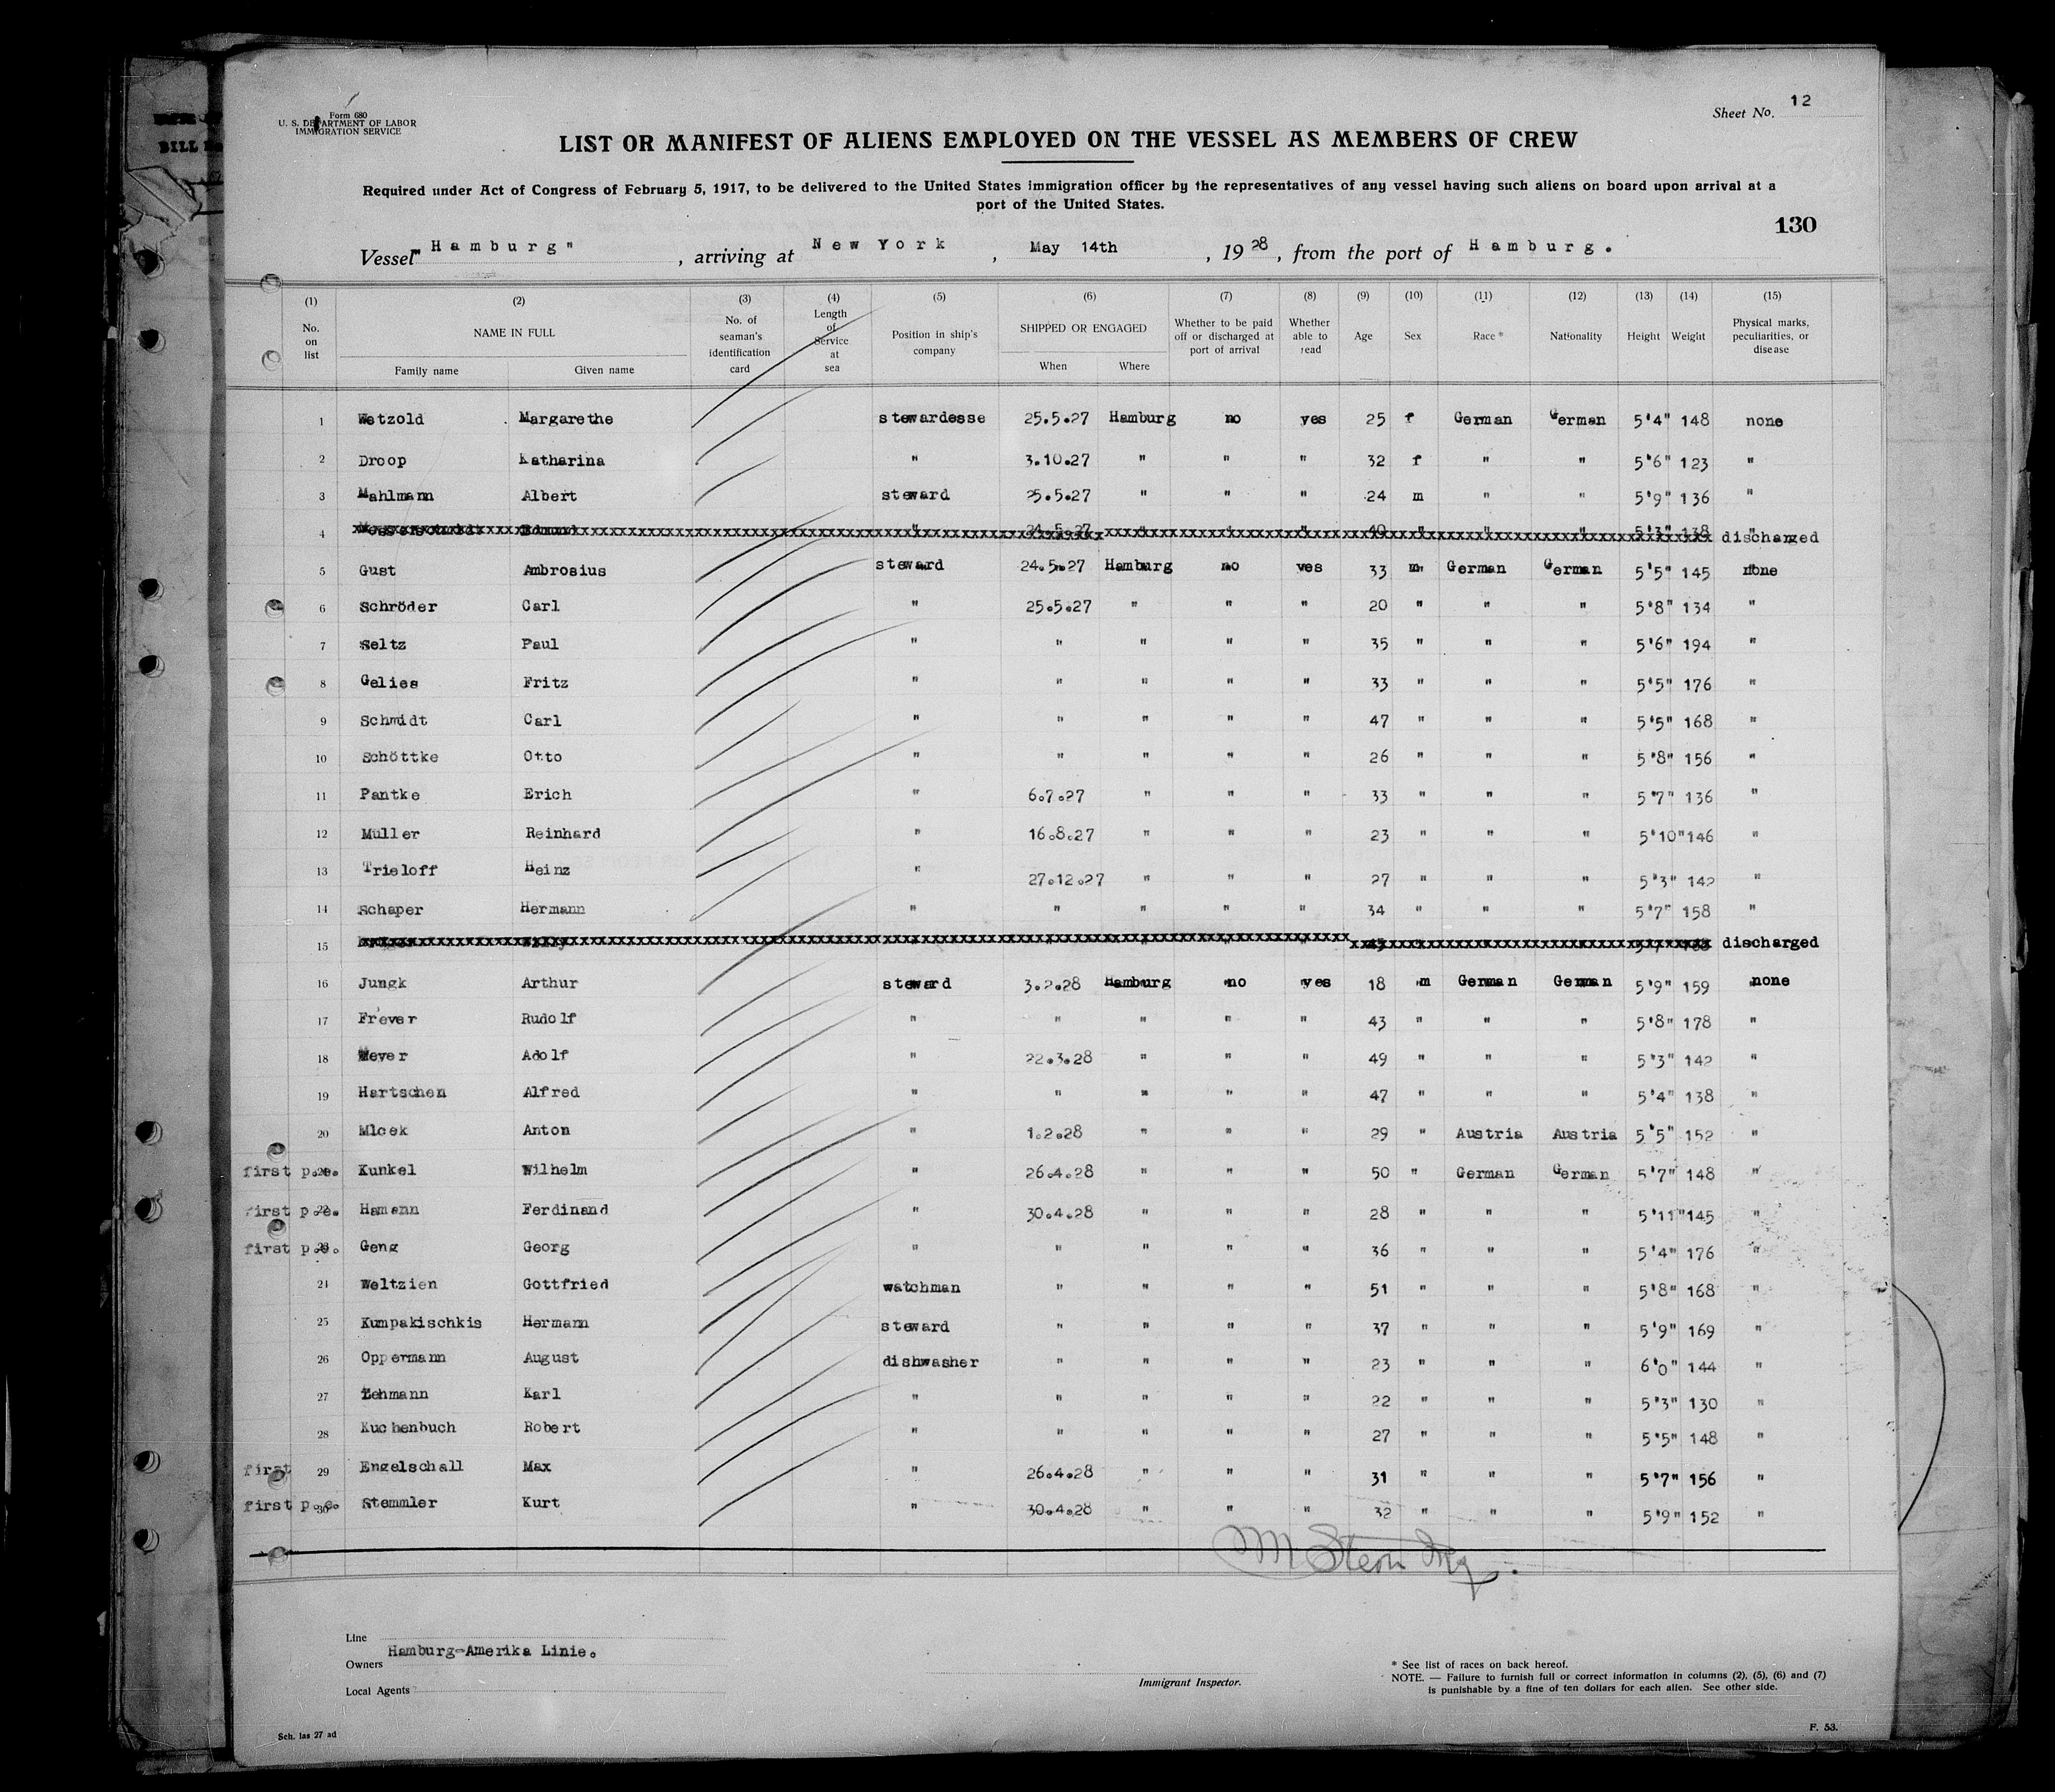 Form 680
U. S. DEPARTMENT OF LABOR
IMMIGRATION SERVICE
Sheet No. 12
LIST OR MANIFEST OF ALIENS EMPLOYED ON THE VESSEL AS MEMBERS OF CREW
Required under Act of Congress of February 5, 1917, to be delivered to the United States immigration officer by the representatives of any vessel having such aliens on board upon arrival at a
port of the United States.
130
Vessel "Hamburg" , arriving at New York , May 14th , 1928, from the port of Hamburg.
(1) (2) (3) (4) (5) (6) (7) (8) (9) (10) (11) (12) (13) (14) (15)
No. on list NAME IN FULL Family name Given name No. of seaman's identification card Length of Service at sea Position in ship's company SHIPPED OR ENGAGED When Where Whether to be paid off or discharged at port of arrival Whether able to read Age Sex Race* Nationality Height Weight Physical marks, peculiarities, or disease
1 Wetzold Margarethe stewardesse 25.5.27 Hamburg no yes 25 f German German 5'4" 148 none
2 Droop Katharina " 3.10.27 " " " 32 f " " 5'6" 123 "
3 Mahlmann Albert steward 25.5.27 " " " 24 m " " 5'9" 136 "
4 Edmund " 24.5.27 " " " 40 " " " 5'3" 138 " discharged
5 Gust Ambrosius steward 24.5.27 Hamburg no yes 33 m German German 5'5" 145 none
6 Schröder Carl " 25.5.27 " " " 20 " " " 5'8" 134 "
7 Seltz Paul " " " " " 35 " " " 5'6" 194 "
8 Gelies Fritz " " " " " 33 " " " 5'5" 176 "
9 Schmidt Carl " " " " " 47 " " " 5'5" 168 "
10 Schöttke Otto " " " " " 26 " " " 5'8" 156 "
11 Pantke Erich " 6.7.27 " " " 33 " " " 5'7" 136 "
12 Muller Reinhard " 16.8.27 " " " 23 " " " 5'10" 146 "
13 Trieloff Heinz " 27.12.27 " " " 27 " " " 5'3" 142 "
14 Schaper Hermann " " " " " 34 " " " 5'7" 158 "
15 discharged
16 Jungk Arthur steward 3.2.28 Hamburg no yes 18 m German German 5'9" 159 none
17 Frever Rudolf " " " " " 43 " " " 5'8" 178 "
18 Meyer Adolf " 22.3.28 " " " 49 " " " 5'3" 142 "
19 Hartschen Alfred " " " " " 47 " " " 5'4" 138 "
20 Mlcek Anton " 1.2.28 " " " 29 " Austria Austria 5'5" 152 "
first p.e. 21 Kunkel Wilhelm " 26.4.28 " " " 50 " German German 5'7" 148 "
first p.e. 22 Hamann Ferdinand " 30.4.28 " " " 28 " " " 5'11" 145 "
first p.e. 23 Geng Georg " " " " " 36 " " " 5'4" 176 "
24 Weltzien Gottfried watchman " " " " 51 " " " 5'8" 168 "
25 Kumpakischkis Hermann steward " " " " 37 " " " 5'9" 169 "
26 Oppermann August dishwasher " " " " 23 " " " 6'0" 144 "
27 Zehmann Karl " " " " " 22 " " " 5'3" 130 "
28 Kuchenbuch Robert " " " " " 27 " " " 5'5" 148 "
first 29 Engelschall Max " 26.4.28 " " " 31 " " " 5'7" 156 "
first p.e. 30 Stemmler Kurt " 30.4.28 " " " 32 " " " 5'9" 152 "
M Stern
Line
Hamburg-Amerika Linie.
Owners
Local Agents
Immigrant Inspector.
* See list of races on back hereof.
NOTE. — Failure to furnish full or correct information in columns (2), (5), (6) and (7)
is punishable by a fine of ten dollars for each alien. See other side.
Sch. las 27 ad
F. 53.